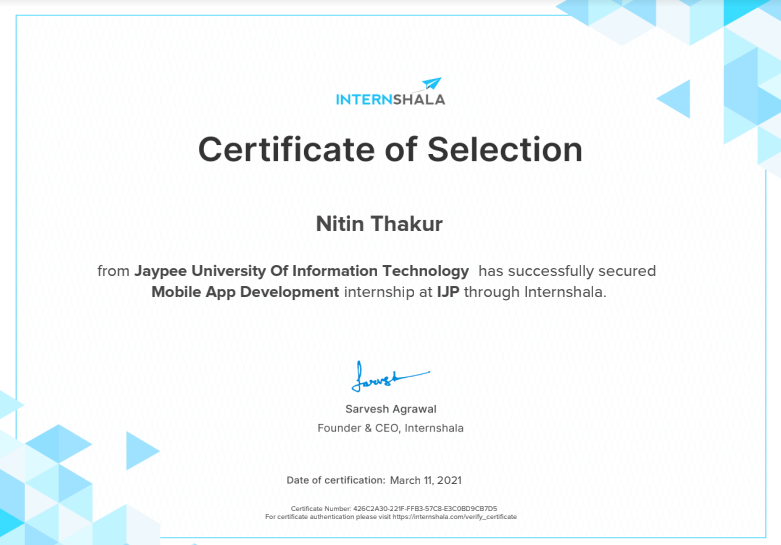 INTERNSHALA
Certificate of Selection
Nitin Thakur
from Jaypee University Of Information Technology has successfully secured
Mobile App Development internship at IJP through Internshala.
Sarvesh
Sarvesh Agrawal
Founder & CEO, Internshala
Date of certification: March 11, 2021
Certificate Number: 426C2A30-221F-FFB3-57C8-E3C0BD9CB7D5
For certificate authentication please visit https://internshala.com/verify_certificate